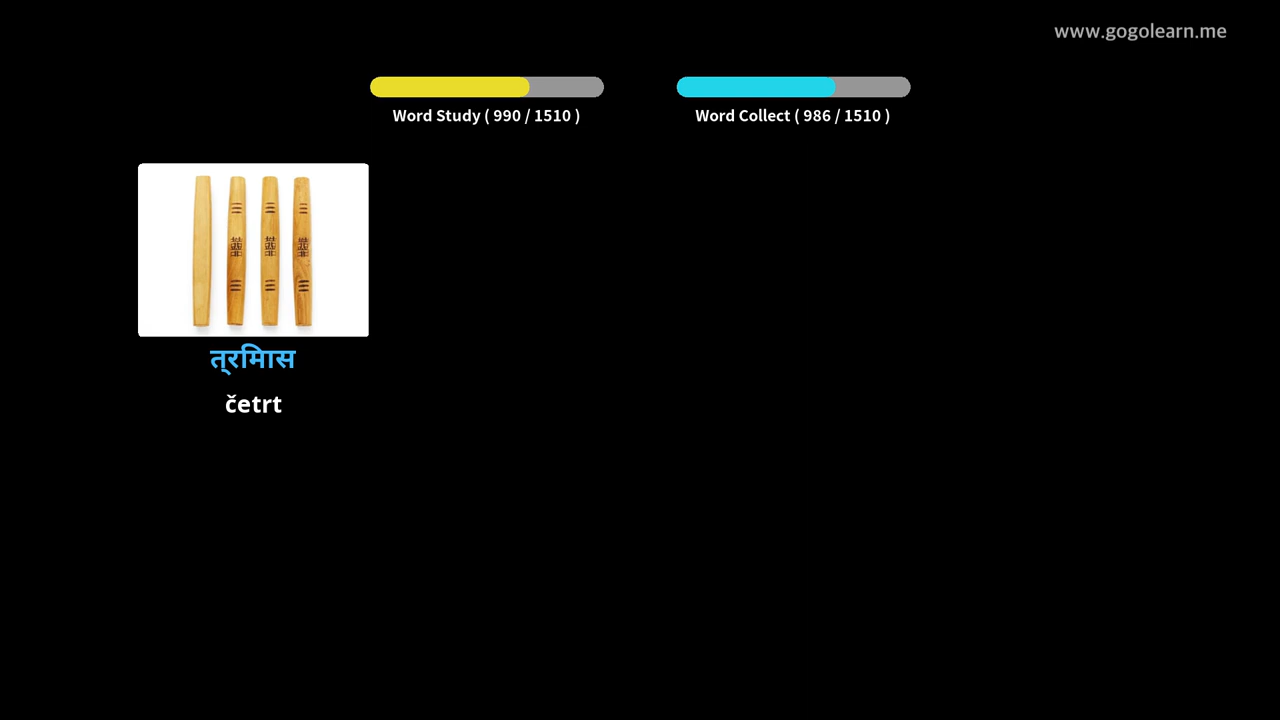 www.gogolearn.me
Word Study ( 990 / 1510 )
Word Collect ( 986 / 1510 )
त्रमिास
četrt